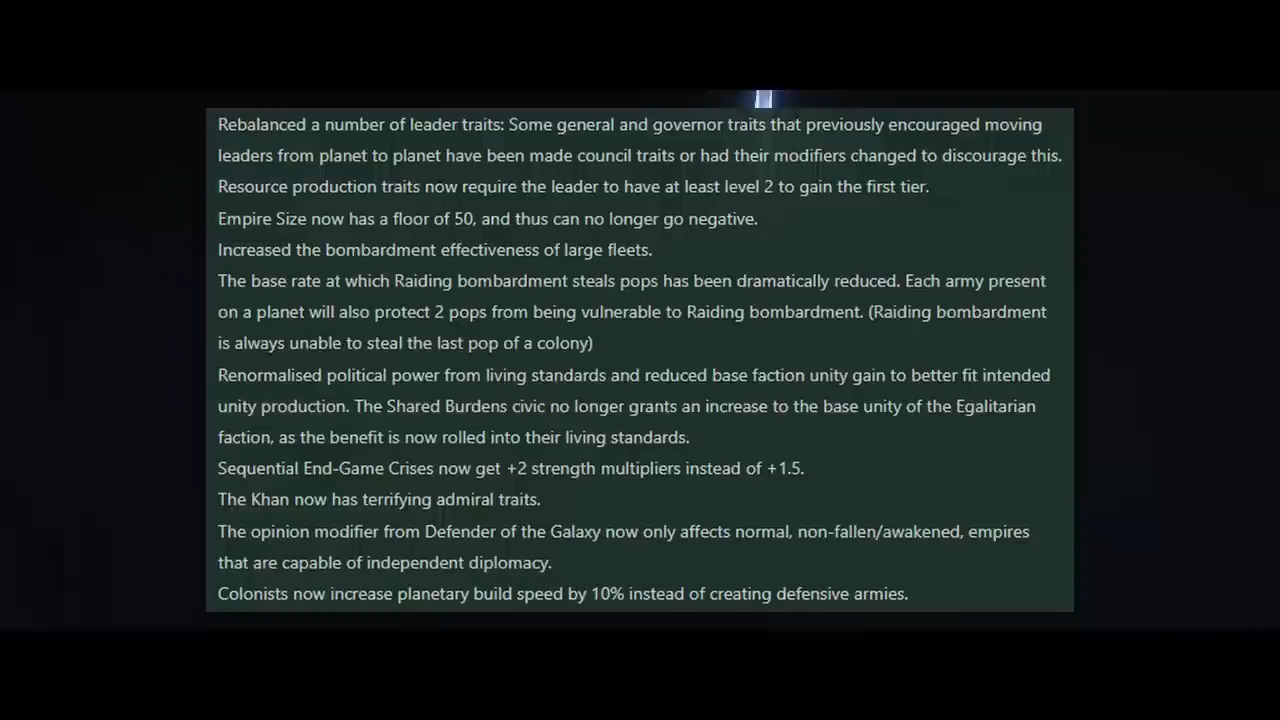 Rebalanced a number of leader traits: Some general and governor traits that previously encouraged moving
leaders from planet to planet have been made council traits or had their modifiers changed to discourage this.
Resource production traits now require the leader to have at least level 2 to gain the first tier.
Empire Size now has a floor of 50, and thus can no longer go negative.
Increased the bombardment effectiveness of large fleets.
The base rate at which Raiding bombardment steals pops has been dramatically reduced. Each army present
on a planet will also protect 2 pops from being vulnerable to Raiding bombardment. (Raiding bombardment
is always unable to steal the last pop of a colony)
Renormalised political power from living standards and reduced base faction unity gain to better fit intended
unity production. The Shared Burdens civic no longer grants an increase to the base unity of the Egalitarian
faction, as the benefit is now rolled into their living standards.
Sequential End-Game Crises now get +2 strength multipliers instead of +1.5.
The Khan now has terrifying admiral traits.
The opinion modifier from Defender of the Galaxy now only affects normal, non-fallen/awakened, empires
that are capable of independent diplomacy.
Colonists now increase planetary build speed by 10% instead of creating defensive armies.